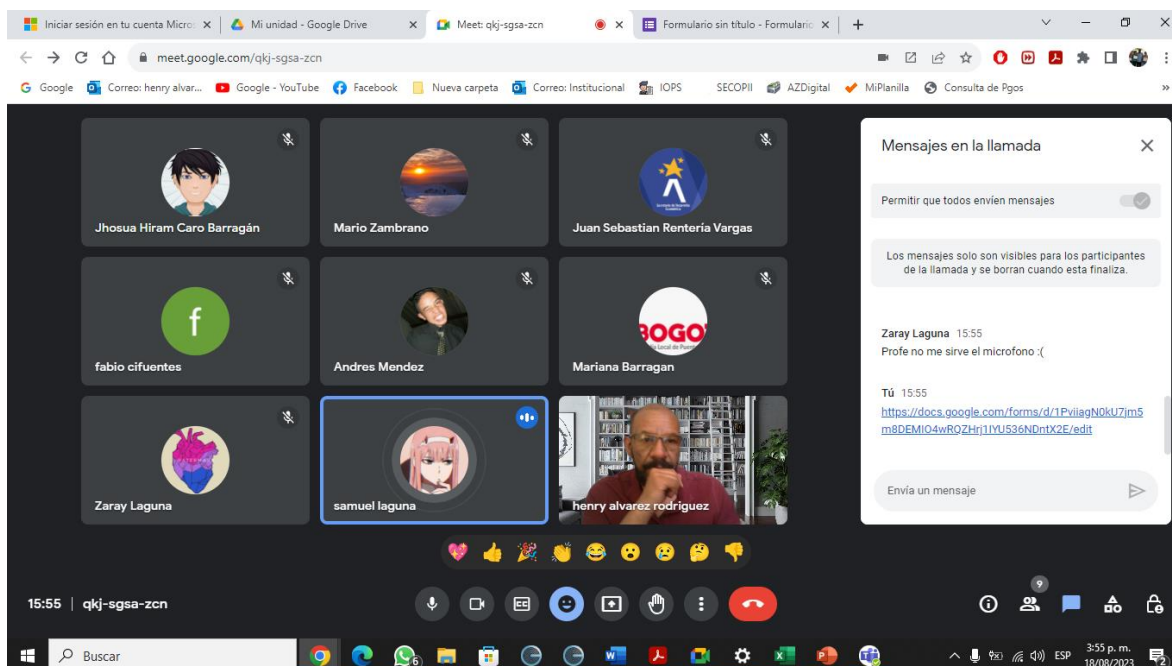 Iniciar sesión en tu cuenta Micro
Mi unidad - Google Drive
Meet: qkj-sgsa-zcn
Formulario sin título - Formulario
meet.google.com/qkj-sgsa-zcn
Google
Correo: henry alvar...
Google - YouTube
Facebook
Nueva carpeta
Correo: Institucional
IOPS
SECOPII
AZDigital
MiPlanilla
Consulta de Pgos
»
Jhosua Hiram Caro Barragán
Mario Zambrano
Juan Sebastian Rentería Vargas
f
fabio cifuentes
Andres Mendez
BOGO
Mariana Barragan
Zaray Laguna
samuel laguna
henry alvarez rodriguez
Mensajes en la llamada
Permitir que todos envíen mensajes
Los mensajes solo son visibles para los participantes
de la llamada y se borran cuando esta finaliza.
Zaray Laguna 15:55
Profe no me sirve el microfono :(
Tú 15:55
https://docs.google.com/forms/d/1PviiagN0kU7jm5
m8DEMIO4wRQZHrj1IYU536NDntX2E/edit
Envía un mensaje
15:55 | qkj-sgsa-zcn
CC
9
Buscar
ESP
3:55 p. m.
18/08/2023